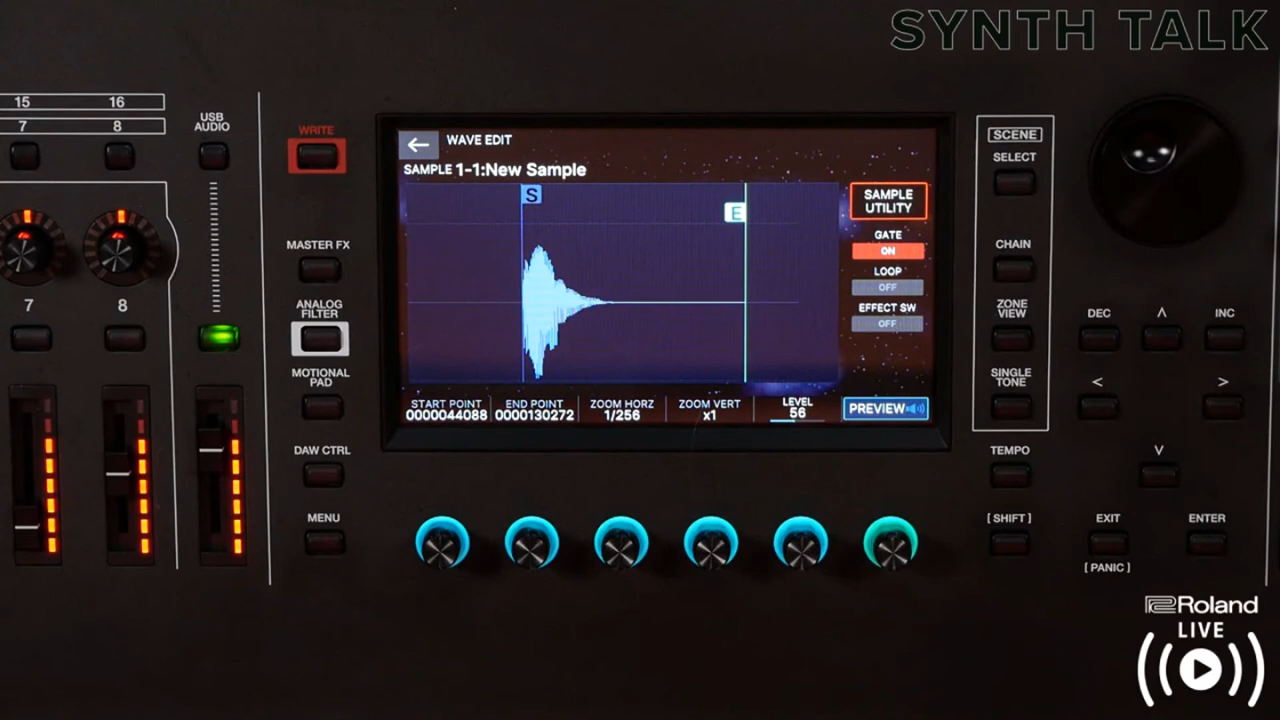 SYNTH TALK
15 16
7 8
USB
AUDIO
7
8
WRITE
MASTER FX
ANALOG
FILTER
MOTIONAL
PAD
DAW CTRL
MENU
WAVE EDIT
SAMPLE 1-1:New Sample
S
E
SAMPLE
UTILITY
GATE
ON
LOOP
OFF
EFFECT SW
OFF
START POINT
0000044088
END POINT
0000130272
ZOOM HORZ
1/256
ZOOM VERT
x1
LEVEL
56
PREVIEW
SCENE
SELECT
CHAIN
ZONE
VIEW
SINGLE
TONE
TEMPO
[SHIFT]
DEC
INC
EXIT
[PANIC]
ENTER
Roland
LIVE